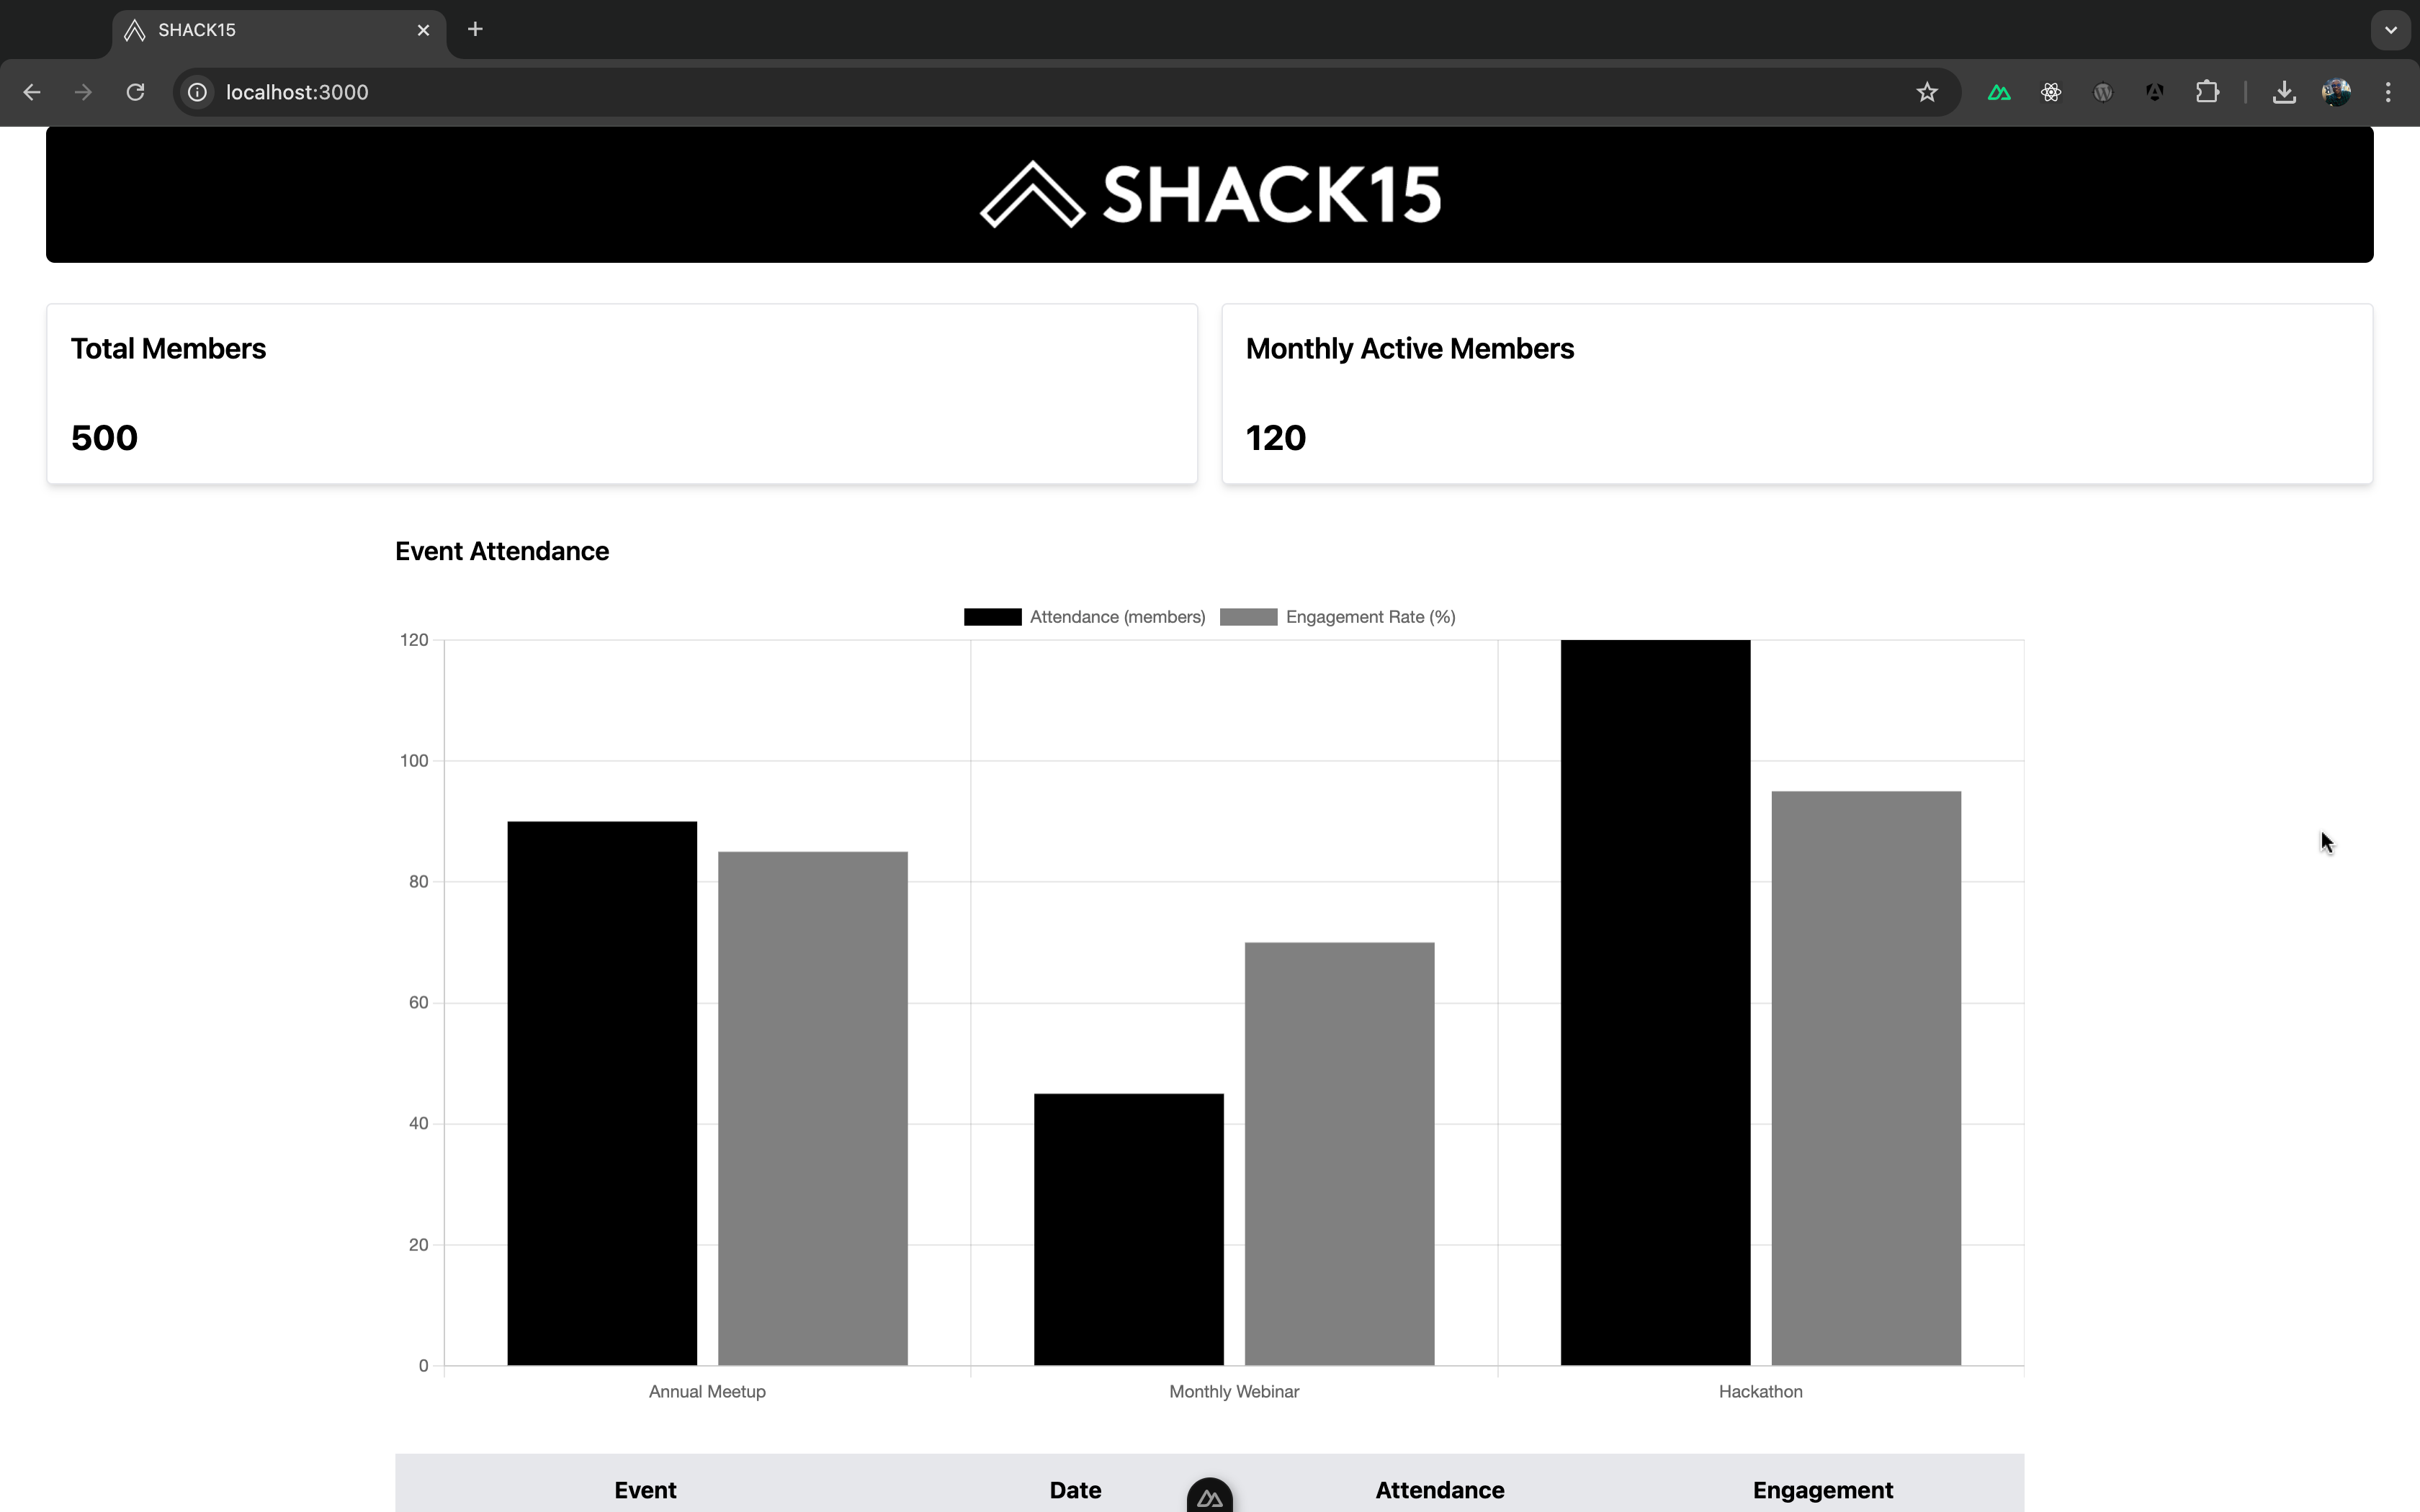 SHACK15
localhost:3000
SHACK15
Total Members
500
Monthly Active Members
120
Event Attendance
Attendance (members) Engagement Rate (%)
120
100
80
60
40
20
0
Annual Meetup Monthly Webinar Hackathon
Event Date Attendance Engagement